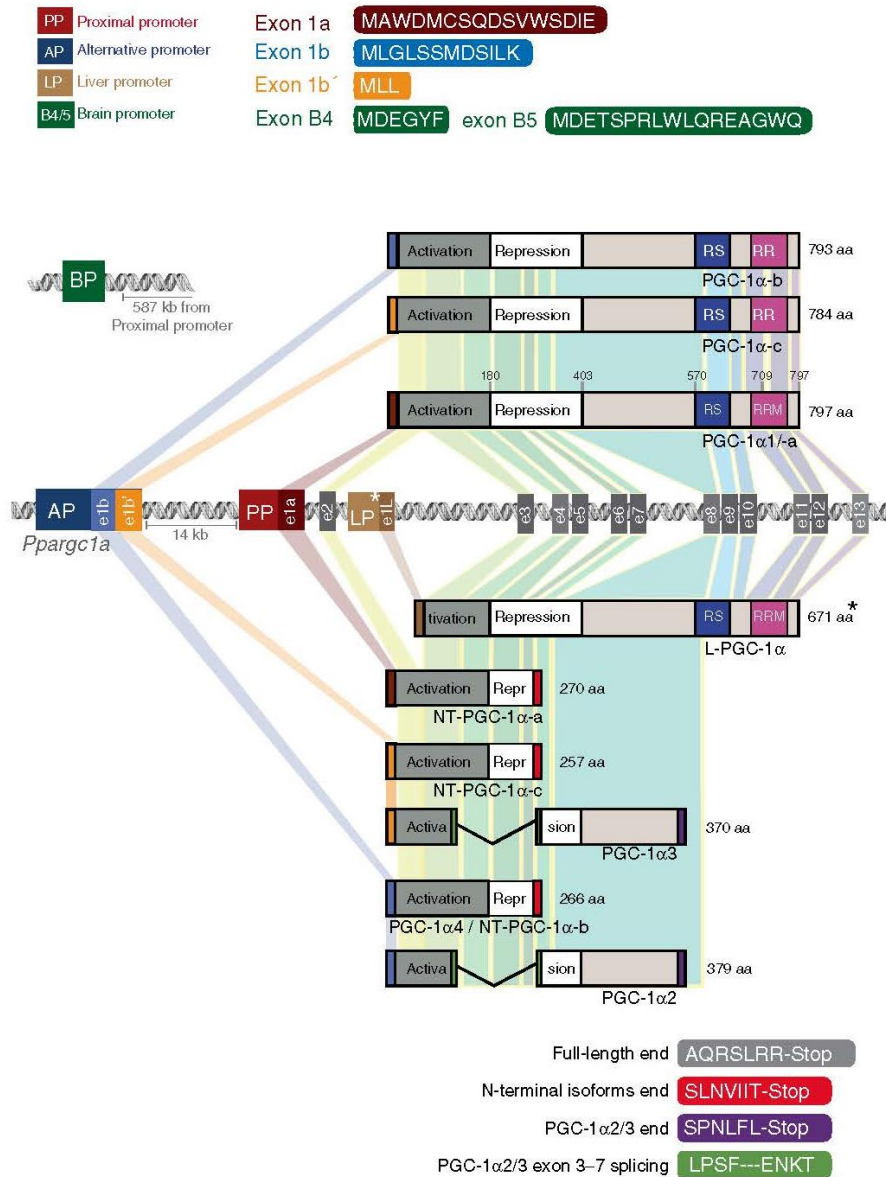 PP Proximal promoter Exon 1a MAWDMCSQDSVWSDIE
AP Alternative promoter Exon 1b MLGLSSMDSILK
LP Liver promoter Exon 1b´ MLL
B4/5 Brain promoter Exon B4 MDEGYF exon B5 MDETSPRLWLQREAGWQ
Activation Repression RS RR 793 aa
PGC-1α-b
BP
587 kb from
Proximal promoter
Activation Repression RS RR 784 aa
PGC-1α-c
180 403 570 709 797
Activation Repression RS RRM 797 aa
PGC-1α1/-a
AP e1b e1b' PP e1a e2 LP* e1L e3 e4 e5 e6 e7 e8 e9 e10 e11 e12 e13
14 kb
Ppargc1a
tivation Repression RS RRM 671 aa*
L-PGC-1α
Activation Repr 270 aa
NT-PGC-1α-a
Activation Repr 257 aa
NT-PGC-1α-c
Activa sion 370 aa
PGC-1α3
Activation Repr 266 aa
PGC-1α4 / NT-PGC-1α-b
Activa sion 379 aa
PGC-1α2
Full-length end AQRSLRR-Stop
N-terminal isoforms end SLNVIIT-Stop
PGC-1α2/3 end SPNLFL-Stop
PGC-1α2/3 exon 3–7 splicing LPSF---ENKT